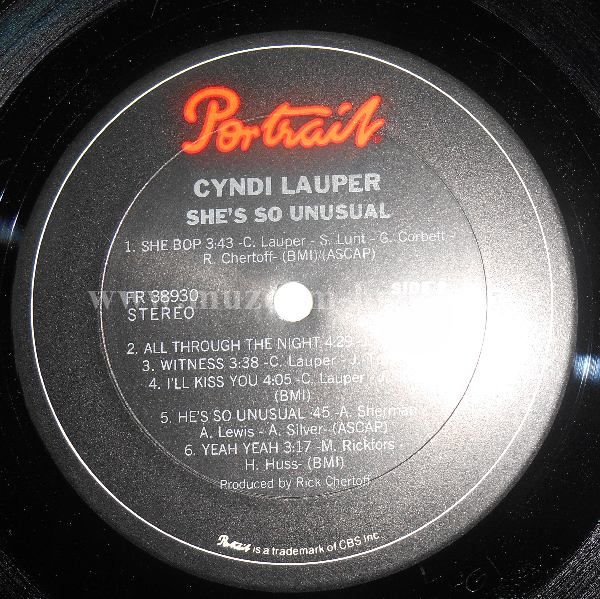 Portrait
CYNDI LAUPER
SHE'S SO UNUSUAL
1. SHE BOP 3:43 -C. Lauper - S. Lunt - G. Corbett -
R. Chertoff- (BMI)/(ASCAP)
FR 38930
STEREO
SIDE
2. ALL THROUGH THE NIGHT 4:29
3. WITNESS 3:38 -C. Lauper - J.
4. I'LL KISS YOU 4:05 -C. Lauper - J.
(BMI)
5. HE'S SO UNUSUAL :45 -A. Sherman
A. Lewis - A. Silver- (ASCAP)
6. YEAH YEAH 3:17 -M. Rickfors
H. Huss- (BMI)
Produced by Rick Chertoff
Portrait is a trademark of CBS Inc